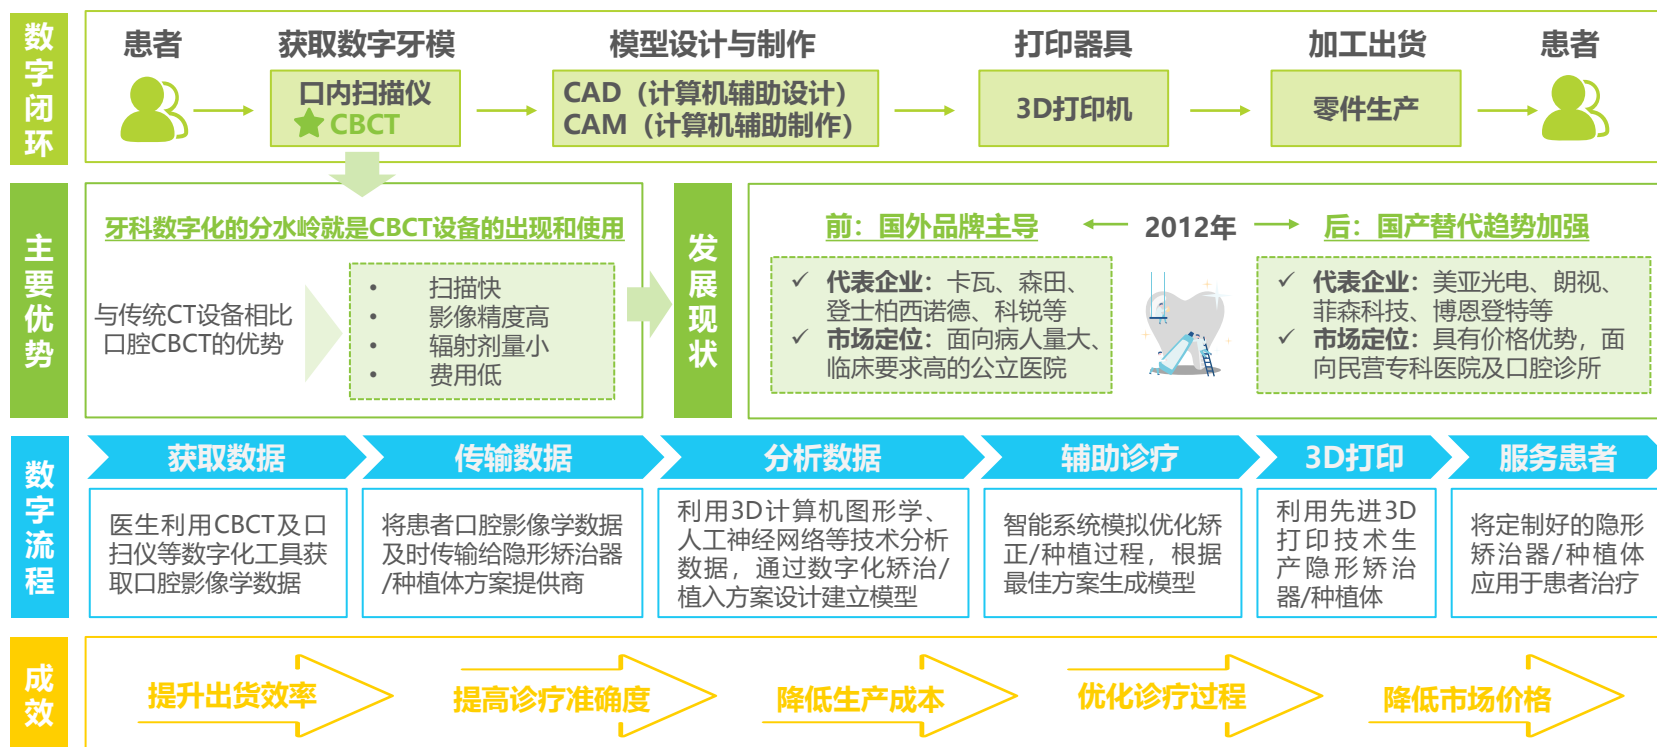 数字闭环
患者
获取数字牙模
模型设计与制作
打印器具
加工出货
患者
口内扫描仪
CBCT
CAD（计算机辅助设计）
CAM（计算机辅助制作）
3D打印机
零件生产
主要优势
牙科数字化的分水岭就是CBCT设备的出现和使用
与传统CT设备相比
口腔CBCT的优势
• 扫描快
• 影像精度高
• 辐射剂量小
• 费用低
发展现状
前：国外品牌主导
2012年
后：国产替代趋势加强
✓ 代表企业：卡瓦、森田、
登士柏西诺德、科锐等
✓ 市场定位：面向病人量大、
临床要求高的公立医院
✓ 代表企业：美亚光电、朗视、
菲森科技、博恩登特等
✓ 市场定位：具有价格优势，面
向民营专科医院及口腔诊所
数字流程
获取数据
传输数据
分析数据
辅助诊疗
3D打印
服务患者
医生利用CBCT及口
扫仪等数字化工具获
取口腔影像学数据
将患者口腔影像学数据
及时传输给隐形矫治器
/种植体方案提供商
利用3D计算机图形学、
人工神经网络等技术分析
数据，通过数字化矫治/
植入方案设计建立模型
智能系统模拟优化矫
正/种植过程，根据
最佳方案生成模型
利用先进3D
打印技术生
产隐形矫治
器/种植体
将定制好的隐形
矫治器/种植体
应用于患者治疗
成效
提升出货效率
提高诊疗准确度
降低生产成本
优化诊疗过程
降低市场价格